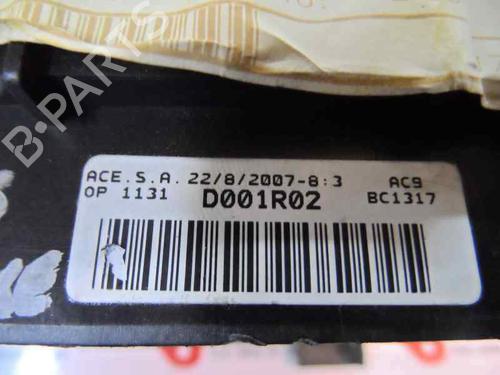 B-PARTS
ACE.S.A. 22/8/2007-8:3 AC9
OP 1131 D001R02 BC1317